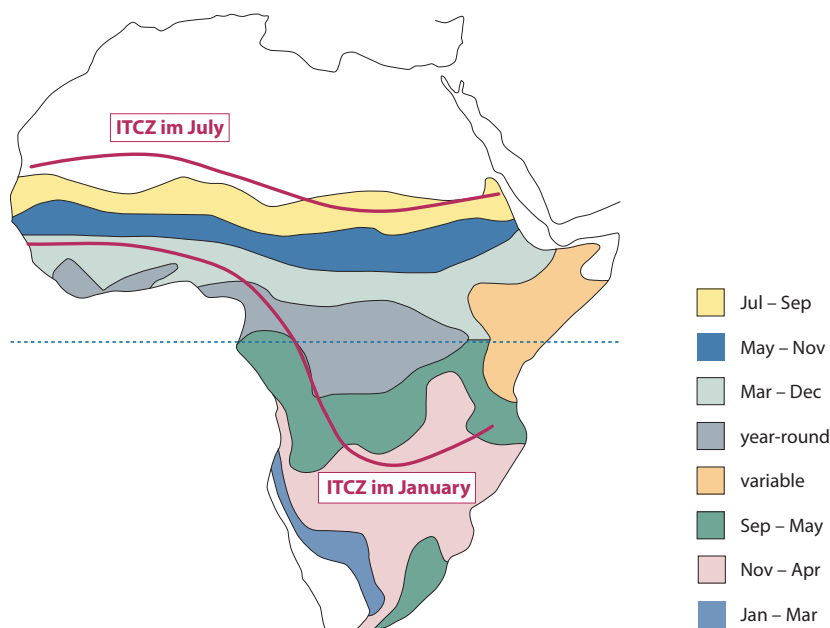 ITCZ im July
ITCZ im January
Jul – Sep
May – Nov
Mar – Dec
year-round
variable
Sep – May
Nov – Apr
Jan – Mar